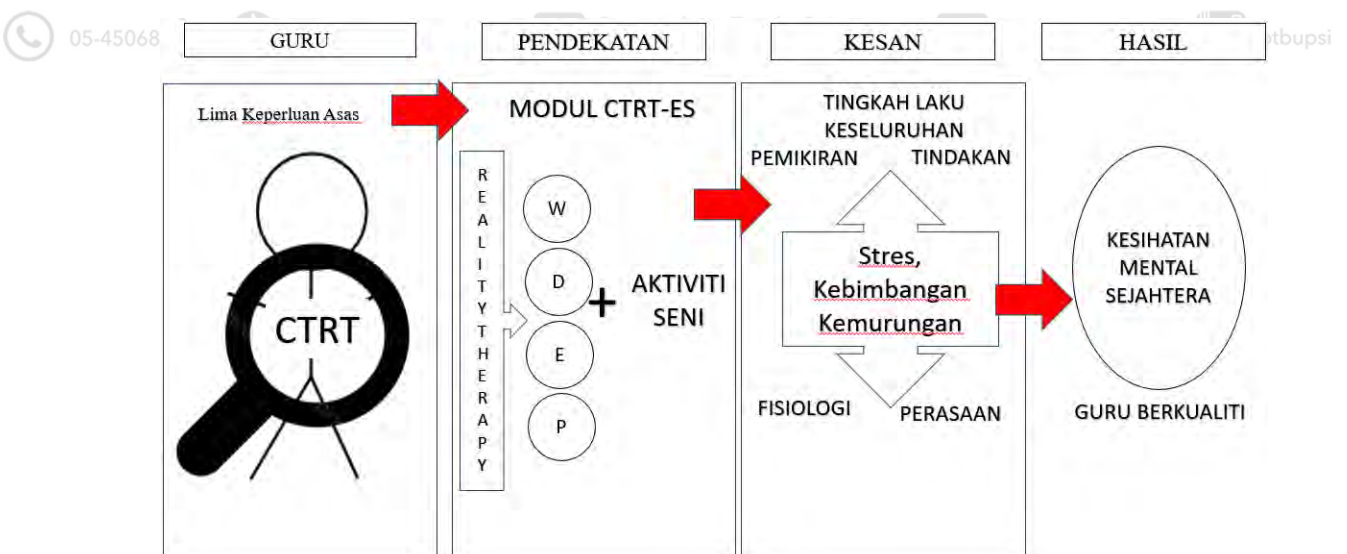 05-45068
GURU
PENDEKATAN
KESAN
HASIL
ptbupsi
Lima Keperluan Asas
CTRT
MODUL CTRT-ES
R
E
A
L
I
T
Y
T
H
E
R
A
P
Y
W
D
E
P
+
AKTIVITI
SENI
TINGKAH LAKU
KESELURUHAN
PEMIKIRAN
TINDAKAN
Stres,
Kebimbangan
Kemurungan
FISIOLOGI
PERASAAN
KESIHATAN
MENTAL
SEJAHTERA
GURU BERKUALITI